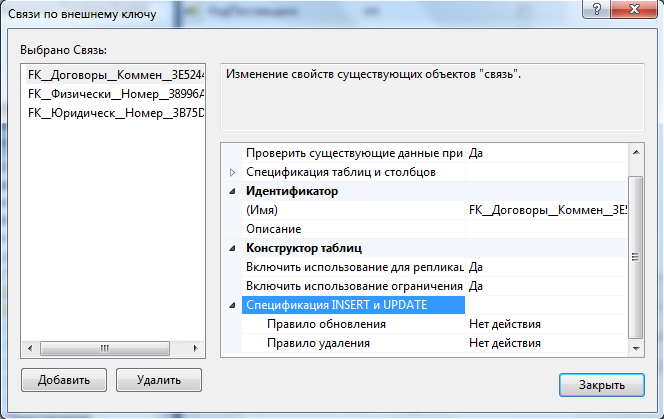 Связи по внешнему ключу
Выбрано Связь:
FK__Договоры__Коммен__3E524
FK__Физически__Номер__38996A
FK__Юридическ__Номер__3B75D
Изменение свойств существующих объектов "связь".
Проверить существующие данные при Да
Спецификация таблиц и столбцов
Идентификатор
(Имя) FK__Договоры__Коммен__3E5
Описание
Конструктор таблиц
Включить использование для репликац Да
Включить использование ограничения Да
Спецификация INSERT и UPDATE
Правило обновления Нет действия
Правило удаления Нет действия
Добавить Удалить Закрыть